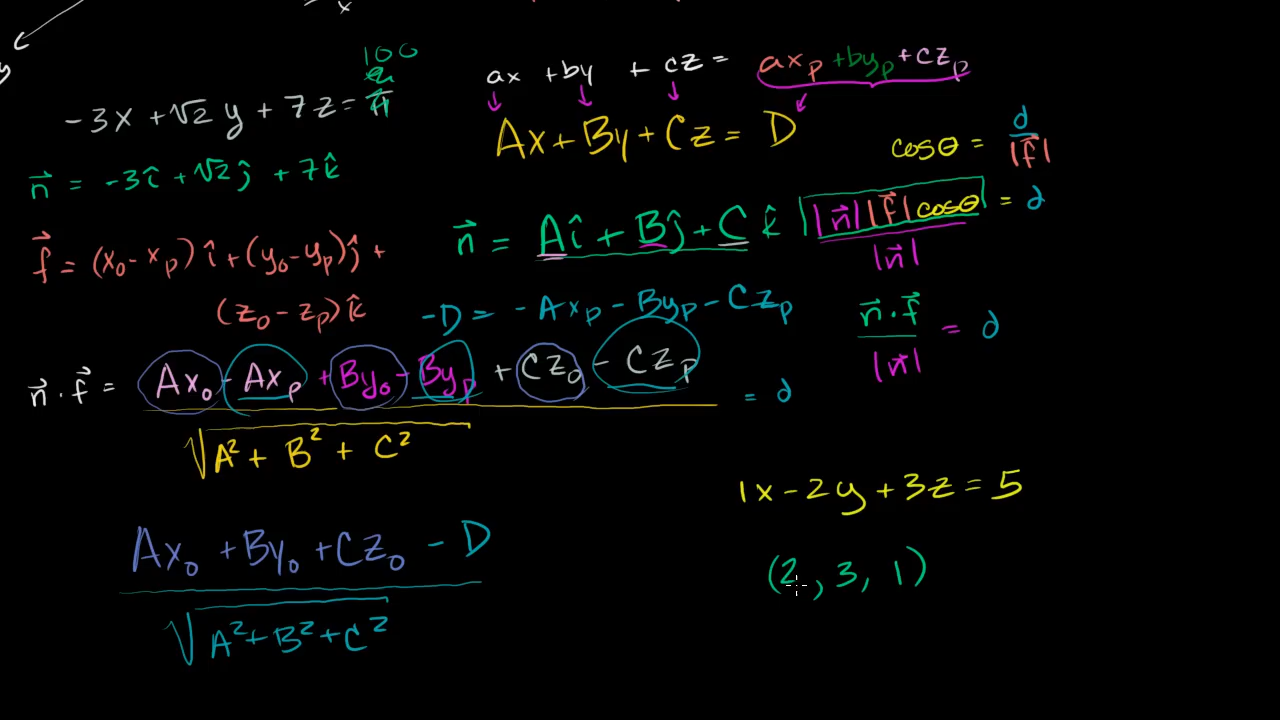 y
x
100
-3x + √2 y + 7z = π
n⃗ = -3î + √2ĵ + 7k̂
f⃗ = (x₀ - xₚ) î + (y₀ - yₚ) ĵ +
(z₀ - zₚ) k̂
ax + by + cz = axₚ + byₚ + czₚ
Ax + By + Cz = D
n⃗ = Aî + Bĵ + C k̂
-D = -Axₚ - Byₚ - Czₚ
n⃗ · f⃗ = Ax₀ - Axₚ + By₀ - Byₚ + Cz₀ - Czₚ = d
√A² + B² + C²
Ax₀ + By₀ + Cz₀ - D
√A² + B² + C²
cosθ = d
|f⃗|
|n⃗| |f⃗| cosθ = d
|n⃗|
n⃗ · f⃗ = d
|n⃗|
1x - 2y + 3z = 5
(2, 3, 1)